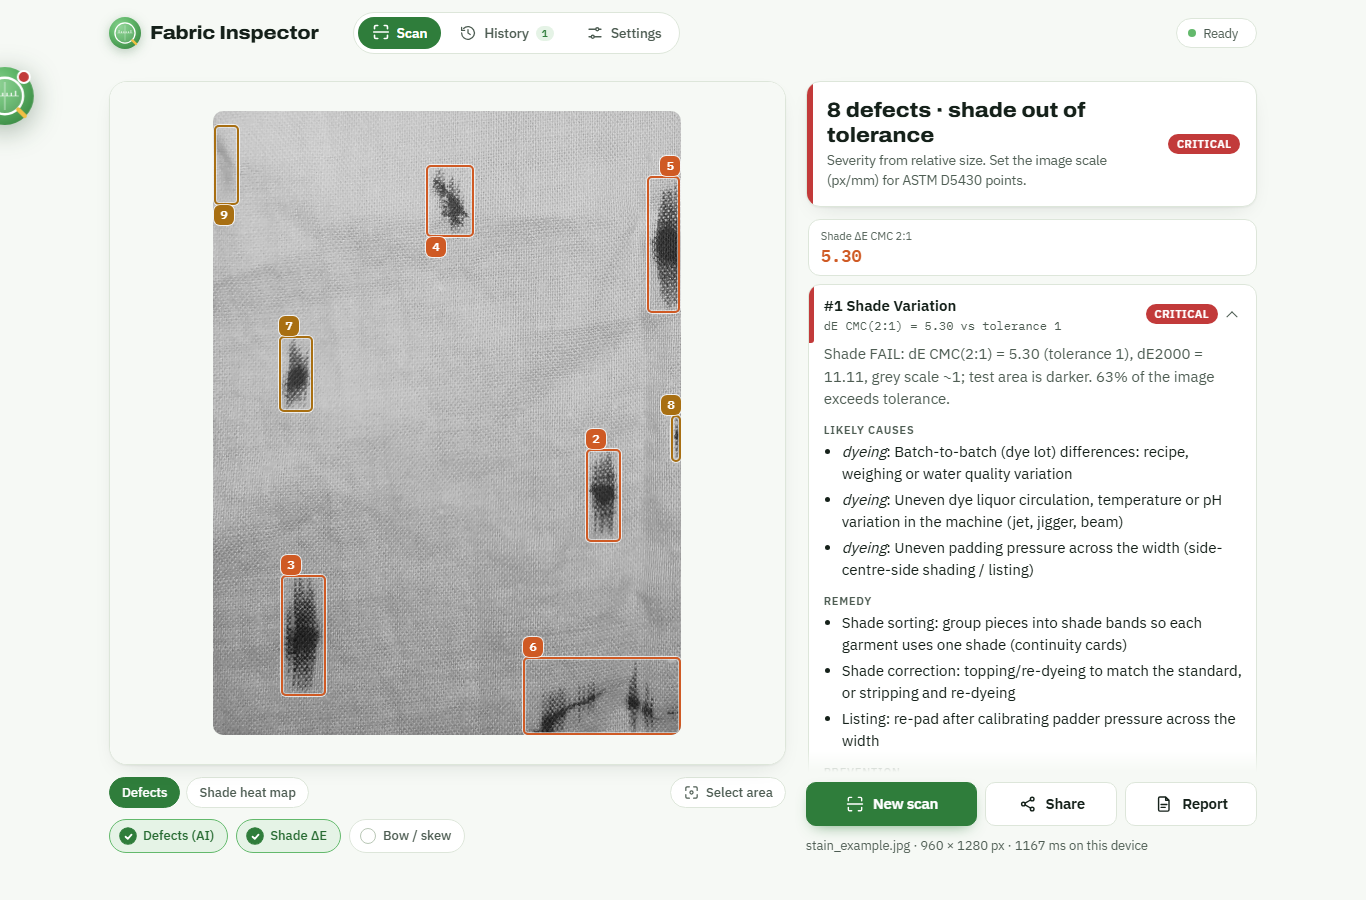 Fabric Inspector
Scan
History 1
Settings
Ready
9
4
5
7
8
2
3
6
8 defects · shade out of
tolerance
Severity from relative size. Set the image scale
(px/mm) for ASTM D5430 points.
CRITICAL
Shade ΔE CMC 2:1
5.30
#1 Shade Variation
dE CMC(2:1) = 5.30 vs tolerance 1
CRITICAL
Shade FAIL: dE CMC(2:1) = 5.30 (tolerance 1), dE2000 =
11.11, grey scale ~1; test area is darker. 63% of the image
exceeds tolerance.
LIKELY CAUSES
• dyeing: Batch-to-batch (dye lot) differences: recipe,
weighing or water quality variation
• dyeing: Uneven dye liquor circulation, temperature or pH
variation in the machine (jet, jigger, beam)
• dyeing: Uneven padding pressure across the width (side-
centre-side shading / listing)
REMEDY
• Shade sorting: group pieces into shade bands so each
garment uses one shade (continuity cards)
• Shade correction: topping/re-dyeing to match the standard,
or stripping and re-dyeing
• Listing: re-pad after calibrating padder pressure across the
width
PREVENTION
Defects
Shade heat map
Select area
Defects (AI)
Shade ΔE
Bow / skew
New scan
Share
Report
stain_example.jpg · 960 × 1280 px · 1167 ms on this device